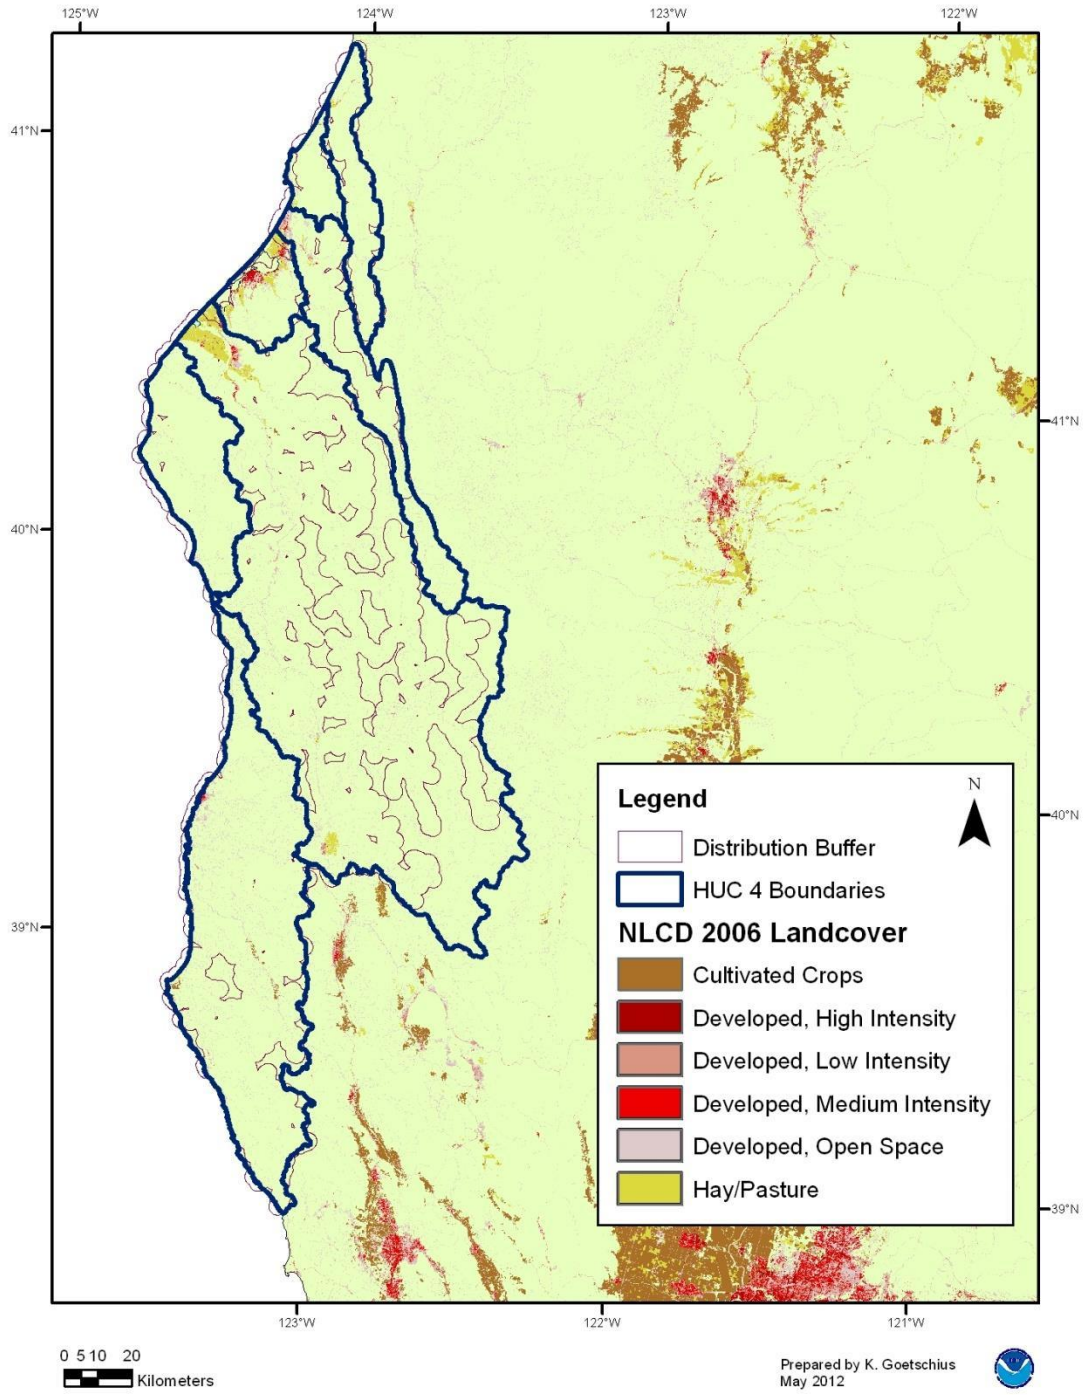 125°W 124°W 123°W 122°W
41°N
41°N
40°N
40°N
39°N
39°N
Legend
N
Distribution Buffer
HUC 4 Boundaries
NLCD 2006 Landcover
Cultivated Crops
Developed, High Intensity
Developed, Low Intensity
Developed, Medium Intensity
Developed, Open Space
Hay/Pasture
123°W 122°W 121°W
0 5 10 20
Kilometers
Prepared by K. Goetschius
May 2012